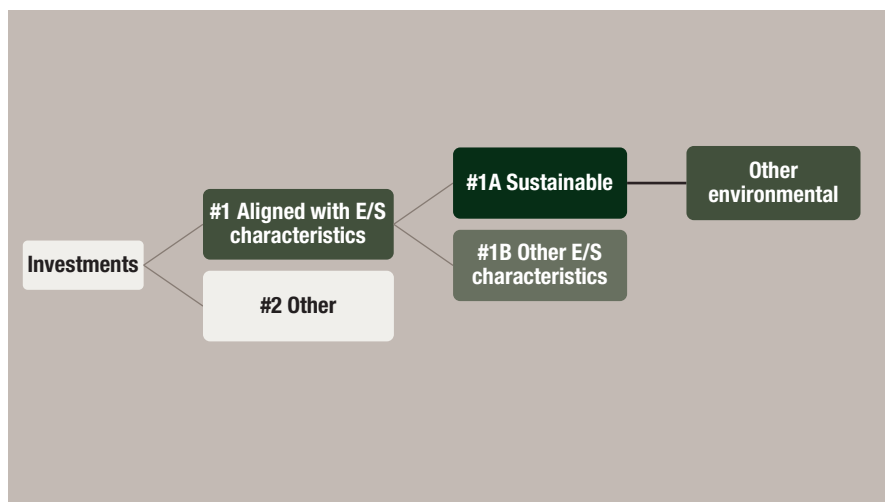 Investments
#1 Aligned with E/S
characteristics
#2 Other
#1A Sustainable
#1B Other E/S
characteristics
Other
environmental